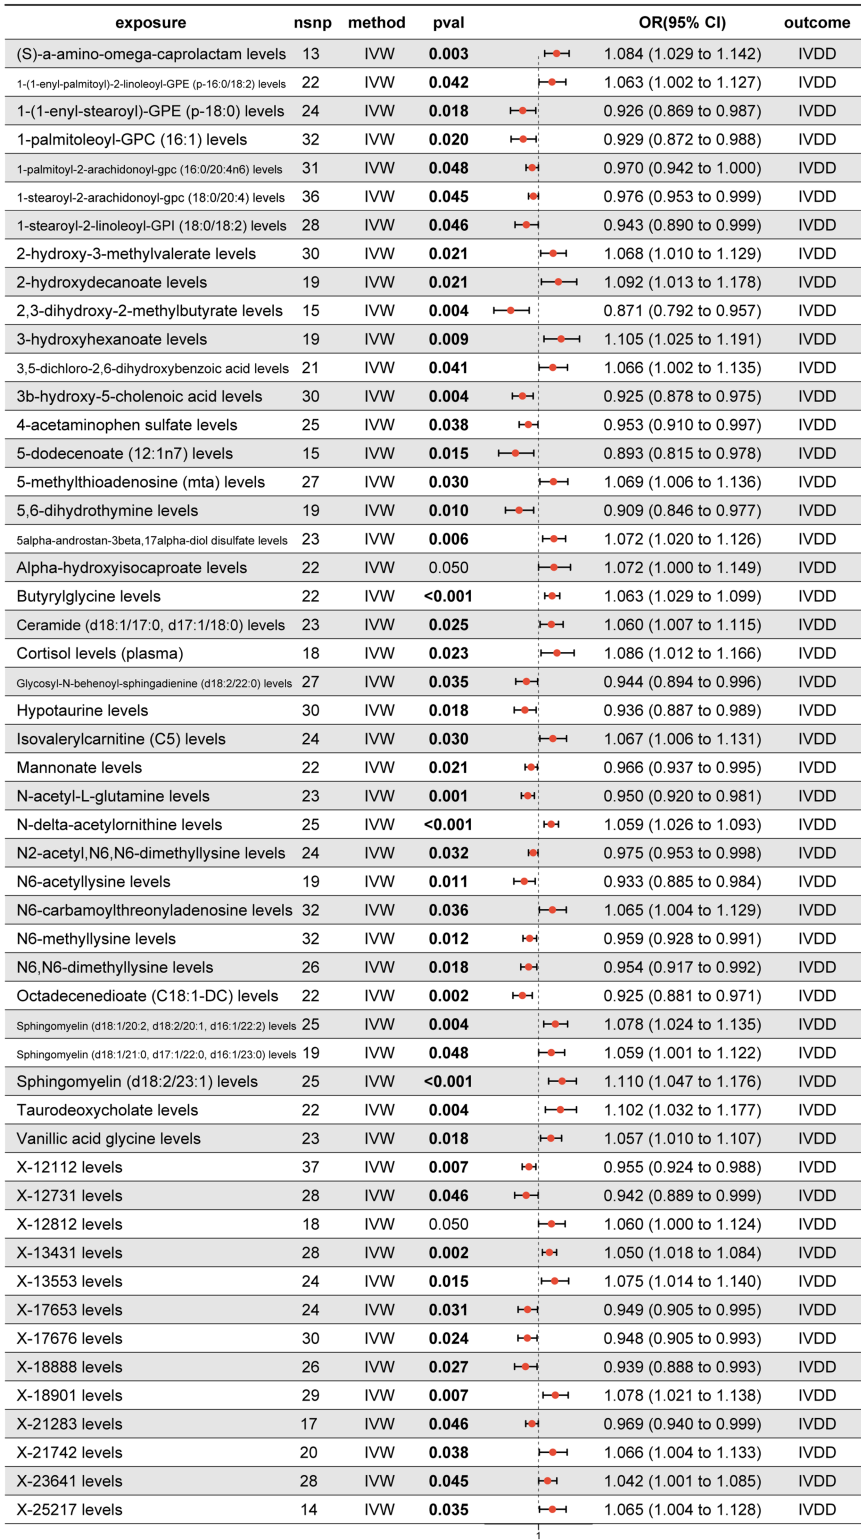 exposure nsnp method pval OR(95% CI) outcome
(S)-a-amino-omega-caprolactam levels 13 IVW 0.003 1.084 (1.029 to 1.142) IVDD
1-(1-enyl-palmitoyl)-2-linoleoyl-GPE (p-16:0/18:2) levels 22 IVW 0.042 1.063 (1.002 to 1.127) IVDD
1-(1-enyl-stearoyl)-GPE (p-18:0) levels 24 IVW 0.018 0.926 (0.869 to 0.987) IVDD
1-palmitoleoyl-GPC (16:1) levels 32 IVW 0.020 0.929 (0.872 to 0.988) IVDD
1-palmitoyl-2-arachidonoyl-gpc (16:0/20:4n6) levels 31 IVW 0.048 0.970 (0.942 to 1.000) IVDD
1-stearoyl-2-arachidonoyl-gpc (18:0/20:4) levels 36 IVW 0.045 0.976 (0.953 to 0.999) IVDD
1-stearoyl-2-linoleoyl-GPI (18:0/18:2) levels 28 IVW 0.046 0.943 (0.890 to 0.999) IVDD
2-hydroxy-3-methylvalerate levels 30 IVW 0.021 1.068 (1.010 to 1.129) IVDD
2-hydroxydecanoate levels 19 IVW 0.021 1.092 (1.013 to 1.178) IVDD
2,3-dihydroxy-2-methylbutyrate levels 15 IVW 0.004 0.871 (0.792 to 0.957) IVDD
3-hydroxyhexanoate levels 19 IVW 0.009 1.105 (1.025 to 1.191) IVDD
3,5-dichloro-2,6-dihydroxybenzoic acid levels 21 IVW 0.041 1.066 (1.002 to 1.135) IVDD
3b-hydroxy-5-cholenoic acid levels 30 IVW 0.004 0.925 (0.878 to 0.975) IVDD
4-acetaminophen sulfate levels 25 IVW 0.038 0.953 (0.910 to 0.997) IVDD
5-dodecenoate (12:1n7) levels 15 IVW 0.015 0.893 (0.815 to 0.978) IVDD
5-methylthioadenosine (mta) levels 27 IVW 0.030 1.069 (1.006 to 1.136) IVDD
5,6-dihydrothymine levels 19 IVW 0.010 0.909 (0.846 to 0.977) IVDD
5alpha-androstan-3beta,17alpha-diol disulfate levels 23 IVW 0.006 1.072 (1.020 to 1.126) IVDD
Alpha-hydroxyisocaproate levels 22 IVW 0.050 1.072 (1.000 to 1.149) IVDD
Butyrylglycine levels 22 IVW <0.001 1.063 (1.029 to 1.099) IVDD
Ceramide (d18:1/17:0, d17:1/18:0) levels 23 IVW 0.025 1.060 (1.007 to 1.115) IVDD
Cortisol levels (plasma) 18 IVW 0.023 1.086 (1.012 to 1.166) IVDD
Glycosyl-N-behenoyl-sphingadienine (d18:2/22:0) levels 27 IVW 0.035 0.944 (0.894 to 0.996) IVDD
Hypotaurine levels 30 IVW 0.018 0.936 (0.887 to 0.989) IVDD
Isovalerylcarnitine (C5) levels 24 IVW 0.030 1.067 (1.006 to 1.131) IVDD
Mannonate levels 22 IVW 0.021 0.966 (0.937 to 0.995) IVDD
N-acetyl-L-glutamine levels 23 IVW 0.001 0.950 (0.920 to 0.981) IVDD
N-delta-acetylornithine levels 25 IVW <0.001 1.059 (1.026 to 1.093) IVDD
N2-acetyl,N6,N6-dimethyllysine levels 24 IVW 0.032 0.975 (0.953 to 0.998) IVDD
N6-acetyllysine levels 19 IVW 0.011 0.933 (0.885 to 0.984) IVDD
N6-carbamoylthreonyladenosine levels 32 IVW 0.036 1.065 (1.004 to 1.129) IVDD
N6-methyllysine levels 32 IVW 0.012 0.959 (0.928 to 0.991) IVDD
N6,N6-dimethyllysine levels 26 IVW 0.018 0.954 (0.917 to 0.992) IVDD
Octadecenedioate (C18:1-DC) levels 22 IVW 0.002 0.925 (0.881 to 0.971) IVDD
Sphingomyelin (d18:1/20:2, d18:2/20:1, d16:1/22:2) levels 25 IVW 0.004 1.078 (1.024 to 1.135) IVDD
Sphingomyelin (d18:1/21:0, d17:1/22:0, d16:1/23:0) levels 19 IVW 0.048 1.059 (1.001 to 1.122) IVDD
Sphingomyelin (d18:2/23:1) levels 25 IVW <0.001 1.110 (1.047 to 1.176) IVDD
Taurodeoxycholate levels 22 IVW 0.004 1.102 (1.032 to 1.177) IVDD
Vanillic acid glycine levels 23 IVW 0.018 1.057 (1.010 to 1.107) IVDD
X-12112 levels 37 IVW 0.007 0.955 (0.924 to 0.988) IVDD
X-12731 levels 28 IVW 0.046 0.942 (0.889 to 0.999) IVDD
X-12812 levels 18 IVW 0.050 1.060 (1.000 to 1.124) IVDD
X-13431 levels 28 IVW 0.002 1.050 (1.018 to 1.084) IVDD
X-13553 levels 24 IVW 0.015 1.075 (1.014 to 1.140) IVDD
X-17653 levels 24 IVW 0.031 0.949 (0.905 to 0.995) IVDD
X-17676 levels 30 IVW 0.024 0.948 (0.905 to 0.993) IVDD
X-18888 levels 26 IVW 0.027 0.939 (0.888 to 0.993) IVDD
X-18901 levels 29 IVW 0.007 1.078 (1.021 to 1.138) IVDD
X-21283 levels 17 IVW 0.046 0.969 (0.940 to 0.999) IVDD
X-21742 levels 20 IVW 0.038 1.066 (1.004 to 1.133) IVDD
X-23641 levels 28 IVW 0.045 1.042 (1.001 to 1.085) IVDD
X-25217 levels 14 IVW 0.035 1.065 (1.004 to 1.128) IVDD
1